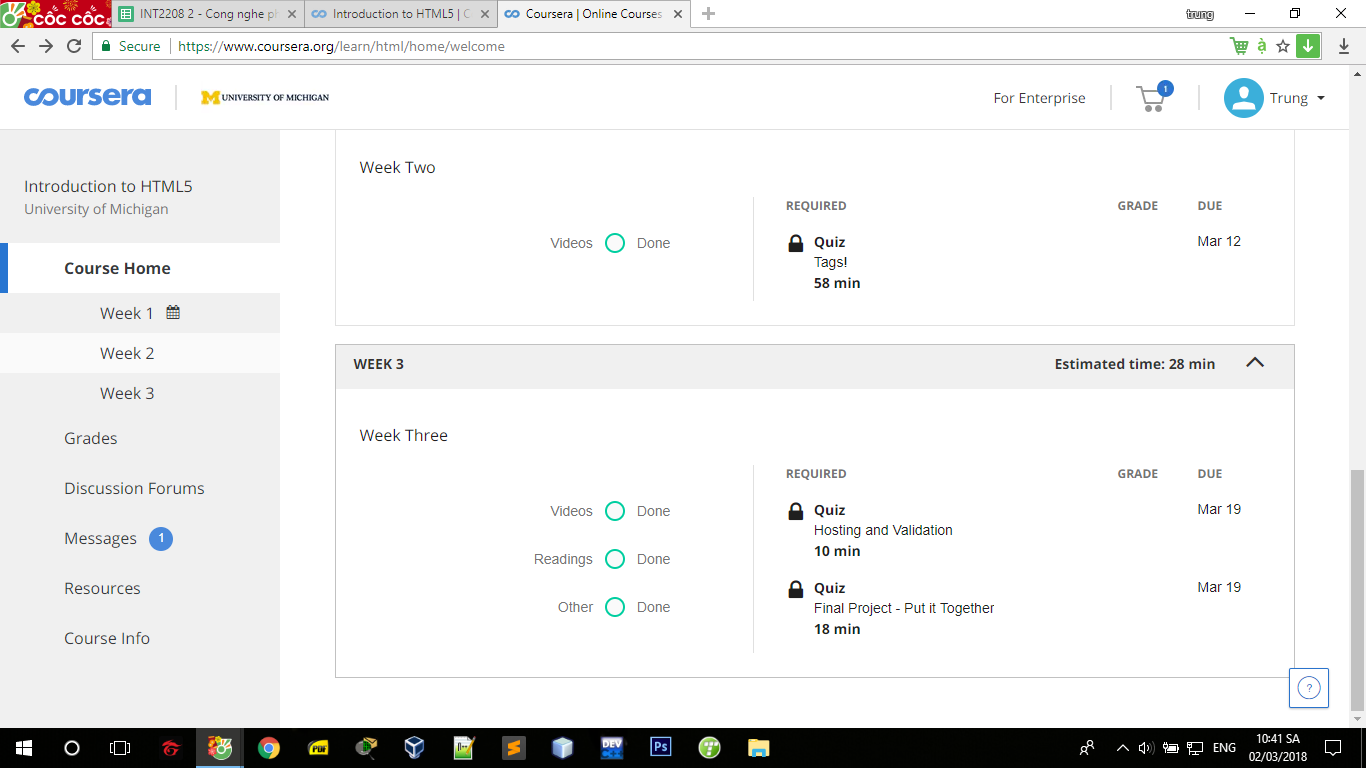 CỐC CỐC
INT2208 2 - Cong nghe p
Introduction to HTML5 | C
Coursera | Online Courses
trung
Secure
https://www.coursera.org/learn/html/home/welcome
coursera
M UNIVERSITY OF MICHIGAN
For Enterprise
1
Trung
Introduction to HTML5
University of Michigan
Course Home
Week 1
Week 2
Week 3
Grades
Discussion Forums
Messages 1
Resources
Course Info
Week Two
REQUIRED GRADE DUE
Videos Done
Quiz Mar 12
Tags!
58 min
WEEK 3 Estimated time: 28 min
Week Three
REQUIRED GRADE DUE
Videos Done
Readings Done
Other Done
Quiz Mar 19
Hosting and Validation
10 min
Quiz Mar 19
Final Project - Put it Together
18 min
?
PDF
DEV
Ps
ENG
10:41 SA
02/03/2018